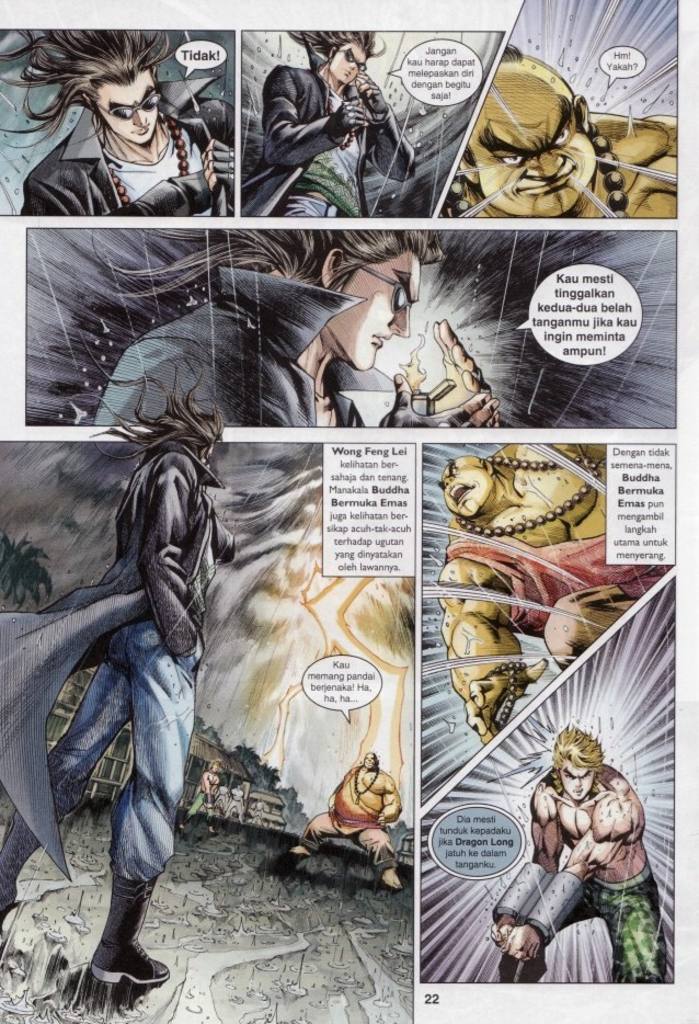 Tidak!
Jangan
kau harap dapat
melepaskan diri
dengan begitu
saja!
Hm!
Yakah?
Kau mesti
tinggalkan
kedua-dua belah
tanganmu jika kau
ingin meminta
ampun!
Wong Feng Lei
kelihatan ber-
sahaja dan tenang.
Manakala Buddha
Bermuka Emas
juga kelihatan ber-
sikap acuh-tak-acuh
terhadap ugutan
yang dinyatakan
oleh lawannya.
Kau
memang pandai
berjenaka! Ha,
ha, ha...
Dengan tidak
semena-mena,
Buddha
Bermuka
Emas pun
mengambil
langkah
utama untuk
menyerang.
Dia mesti
tunduk kepadaku
jika Dragon Long
jatuh ke dalam
tanganku.
22